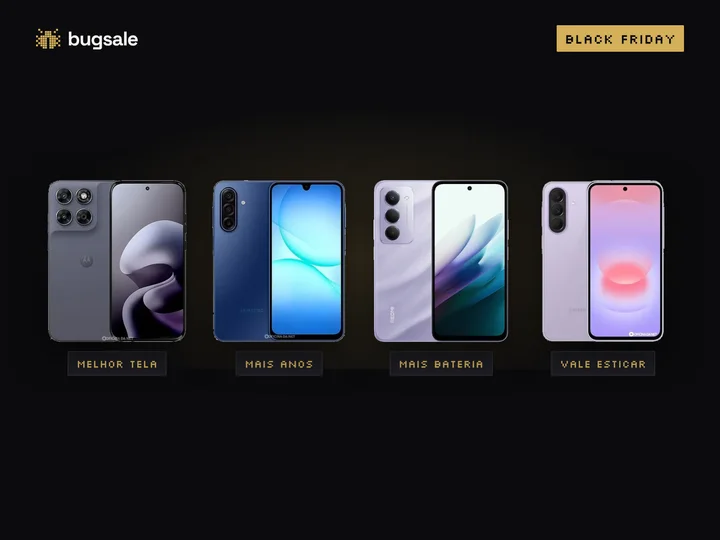 bugsale
BLACK FRIDAY
MELHOR TELA
MAIS ANOS
MAIS BATERIA
VALE ESTICAR